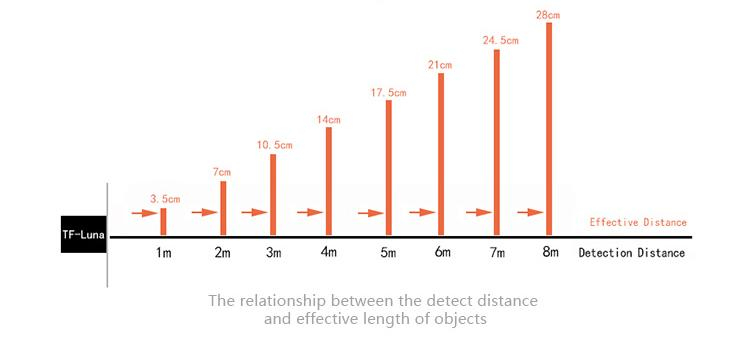 28cm
24.5cm
21cm
17.5cm
14cm
10.5cm
7cm
3.5cm
Effective Distance
TF-Luna
1m 2m 3m 4m 5m 6m 7m 8m Detection Distance
The relationship between the detect distance
and effective length of objects